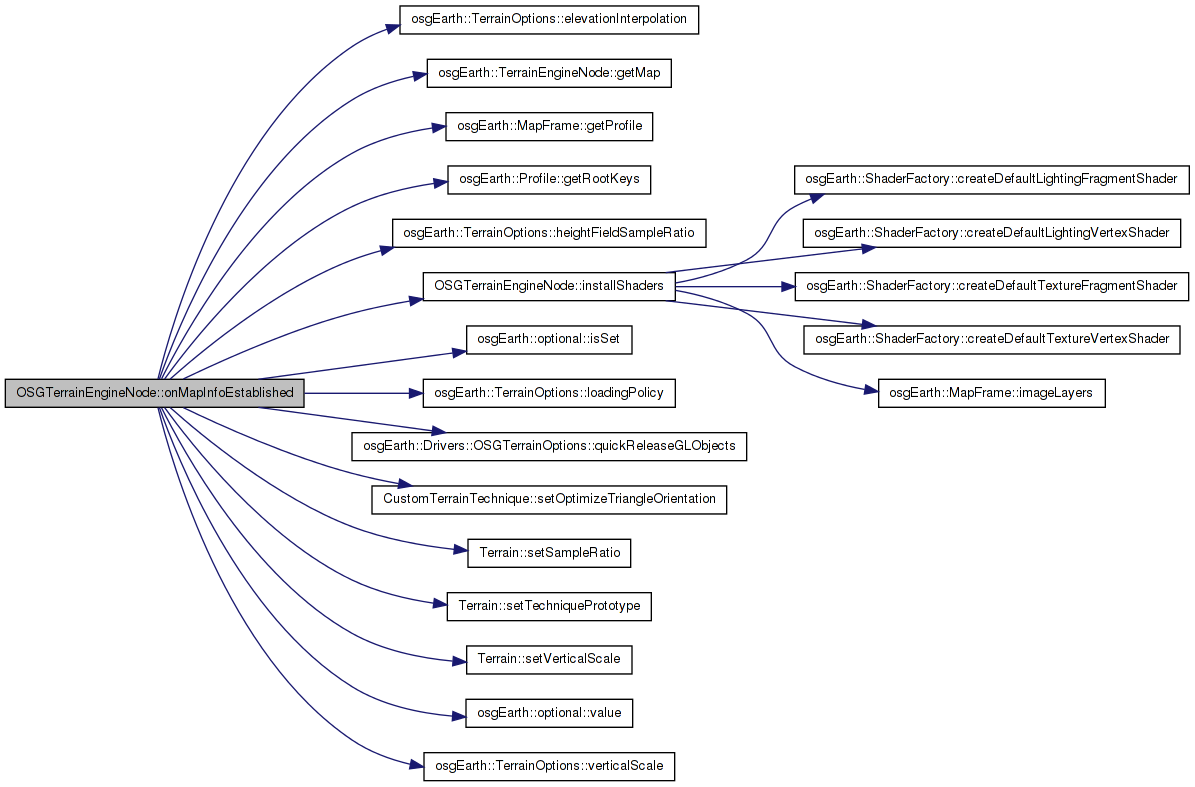 OSGTerrainEngineNode::onMapInfoEstablished
osgEarth::TerrainOptions::elevationInterpolation
osgEarth::TerrainEngineNode::getMap
osgEarth::MapFrame::getProfile
osgEarth::Profile::getRootKeys
osgEarth::TerrainOptions::heightFieldSampleRatio
OSGTerrainEngineNode::installShaders
osgEarth::optional::isSet
osgEarth::TerrainOptions::loadingPolicy
osgEarth::Drivers::OSGTerrainOptions::quickReleaseGLObjects
CustomTerrainTechnique::setOptimizeTriangleOrientation
Terrain::setSampleRatio
Terrain::setTechniquePrototype
Terrain::setVerticalScale
osgEarth::optional::value
osgEarth::TerrainOptions::verticalScale
osgEarth::ShaderFactory::createDefaultLightingFragmentShader
osgEarth::ShaderFactory::createDefaultLightingVertexShader
osgEarth::ShaderFactory::createDefaultTextureFragmentShader
osgEarth::ShaderFactory::createDefaultTextureVertexShader
osgEarth::MapFrame::imageLayers